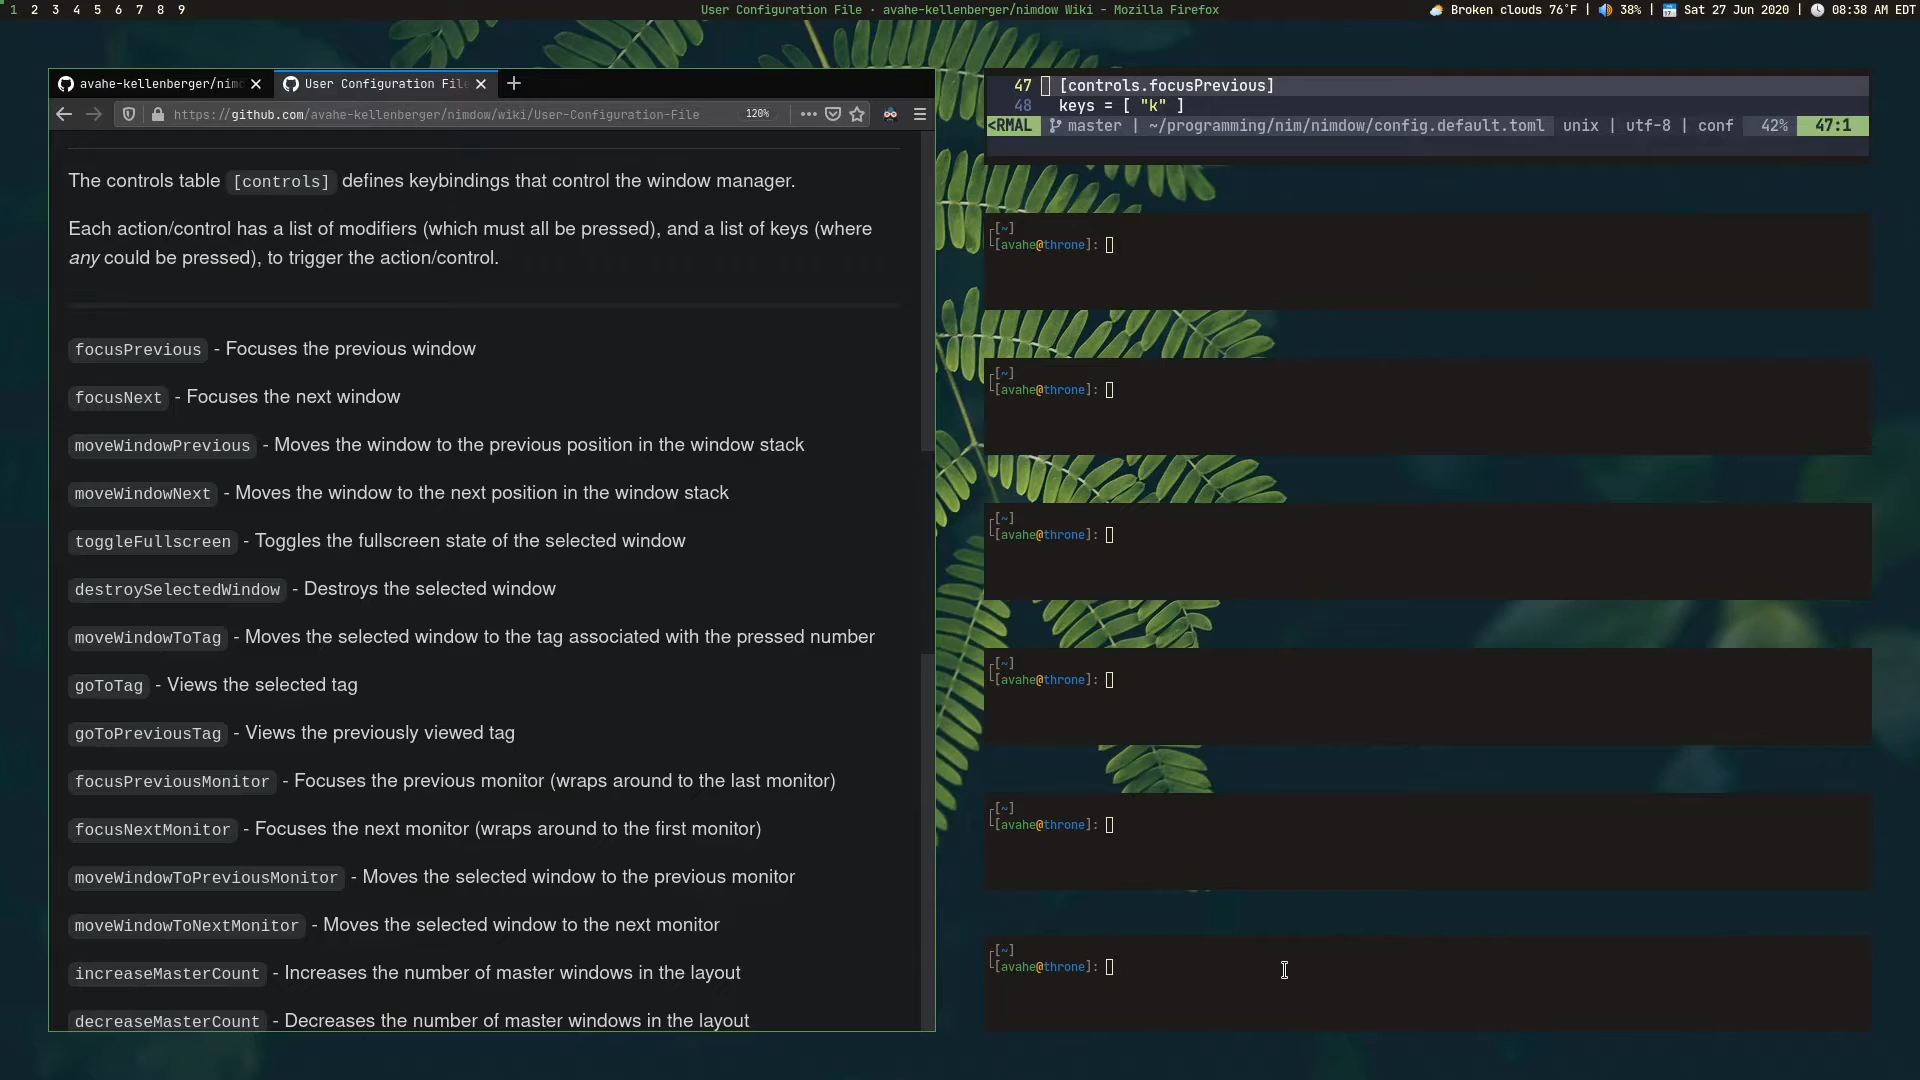 1 2 3 4 5 6 7 8 9
User Configuration File · avahe-kellenberger/nimdow Wiki - Mozilla Firefox
Broken clouds 76°F | 38% | Sat 27 Jun 2020 | 08:38 AM EDT
avahe-kellenberger/nim
User Configuration File
https://github.com/avahe-kellenberger/nimdow/wiki/User-Configuration-File
120%
The controls table [controls] defines keybindings that control the window manager.
Each action/control has a list of modifiers (which must all be pressed), and a list of keys (where
any could be pressed), to trigger the action/control.
focusPrevious - Focuses the previous window
focusNext - Focuses the next window
moveWindowPrevious - Moves the window to the previous position in the window stack
moveWindowNext - Moves the window to the next position in the window stack
toggleFullscreen - Toggles the fullscreen state of the selected window
destroySelectedWindow - Destroys the selected window
moveWindowToTag - Moves the selected window to the tag associated with the pressed number
goToTag - Views the selected tag
goToPreviousTag - Views the previously viewed tag
focusPreviousMonitor - Focuses the previous monitor (wraps around to the last monitor)
focusNextMonitor - Focuses the next monitor (wraps around to the first monitor)
moveWindowToPreviousMonitor - Moves the selected window to the previous monitor
moveWindowToNextMonitor - Moves the selected window to the next monitor
increaseMasterCount - Increases the number of master windows in the layout
decreaseMasterCount - Decreases the number of master windows in the layout
47 [controls.focusPrevious]
48 keys = [ "k" ]
<RMAL master | ~/programming/nim/nimdow/config.default.toml unix | utf-8 | conf 42% 47:1
[~]
[avahe@throne]:
[~]
[avahe@throne]:
[~]
[avahe@throne]:
[~]
[avahe@throne]:
[~]
[avahe@throne]:
[~]
[avahe@throne]: